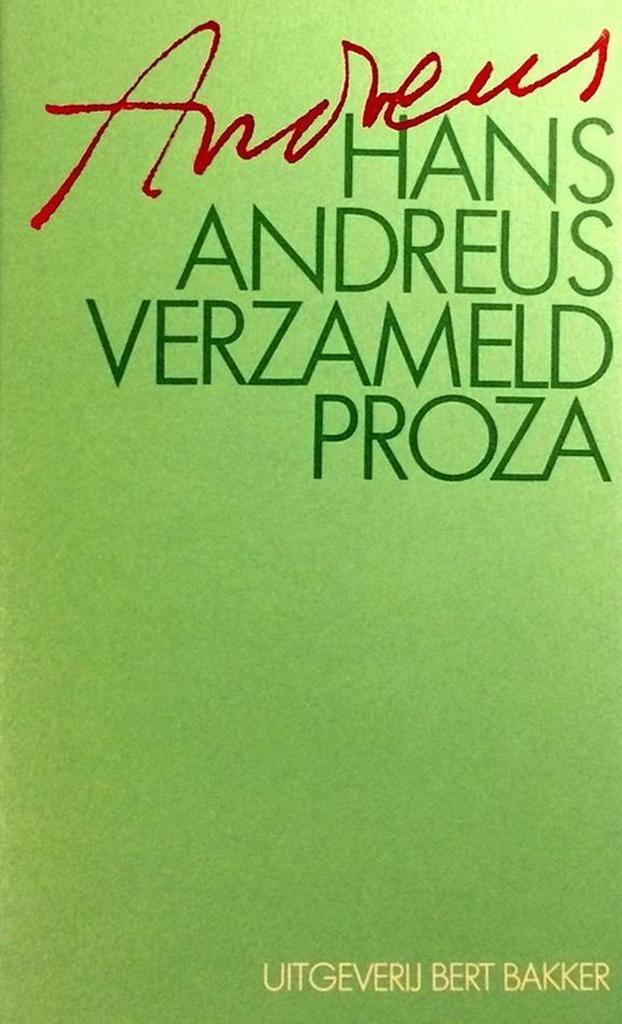 Andreus
HANS
ANDREUS
VERZAMELD
PROZA
UITGEVERIJ BERT BAKKER